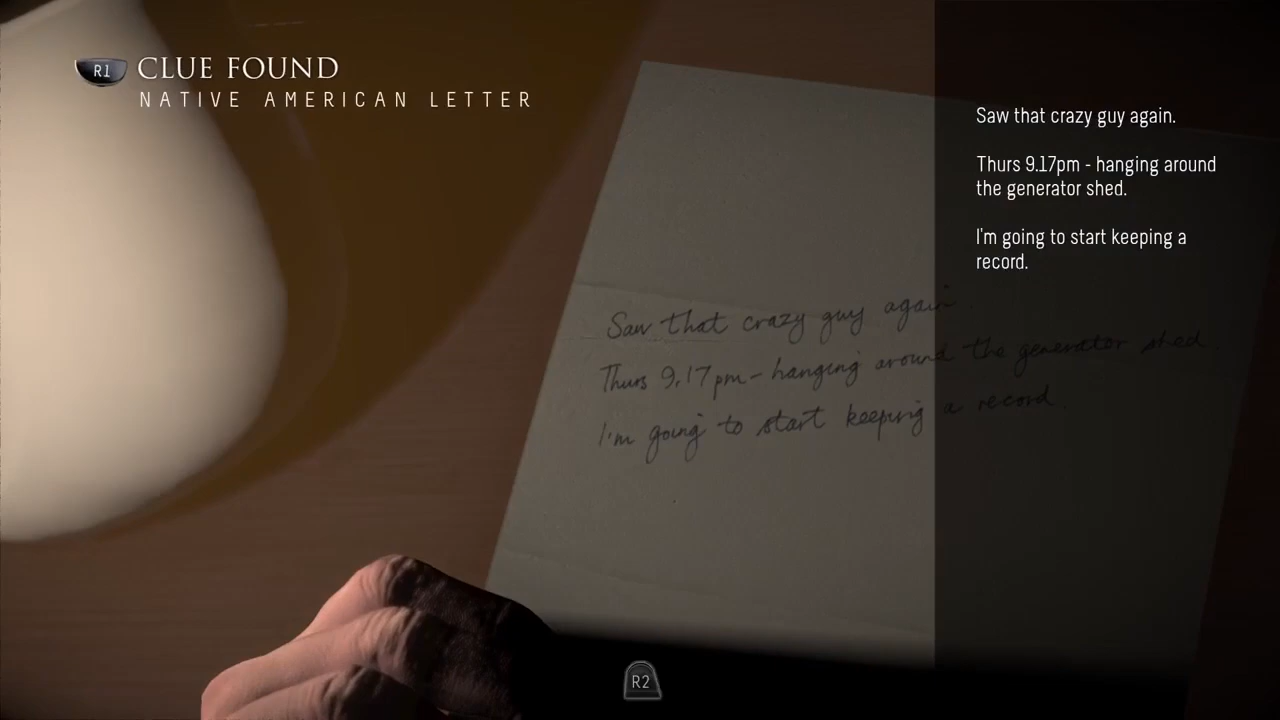 R1 CLUE FOUND
NATIVE AMERICAN LETTER
Saw that crazy guy again.
Thurs 9.17pm - hanging around
the generator shed.
I'm going to start keeping a
record.
Saw that crazy guy again.
Thurs 9.17pm - hanging around the generator shed.
I'm going to start keeping a record.
R2